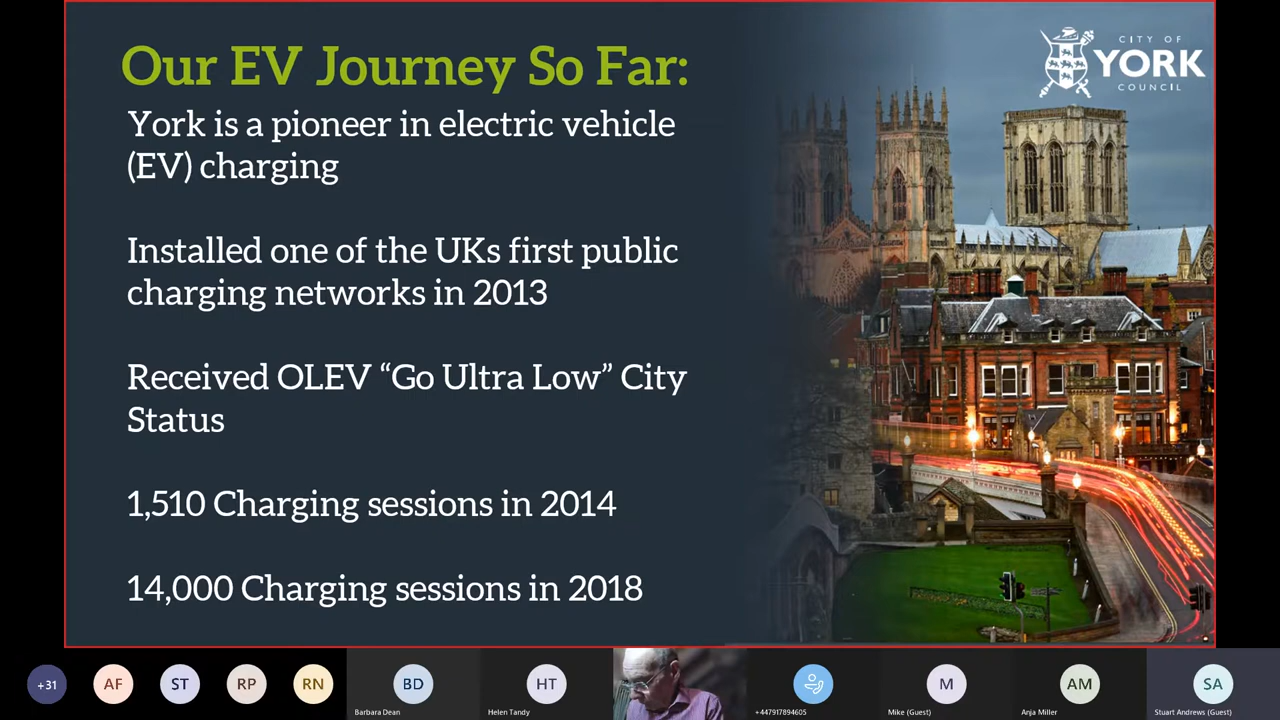 Our EV Journey So Far:
CITY OF
YORK
COUNCIL
York is a pioneer in electric vehicle
(EV) charging
Installed one of the UKs first public
charging networks in 2013
Received OLEV “Go Ultra Low” City
Status
1,510 Charging sessions in 2014
14,000 Charging sessions in 2018
+31
AF
ST
RP
RN
BD
HT
M
AM
SA
Barbara Dean
Helen Tandy
+447917894605
Mike (Guest)
Anja Miller
Stuart Andrews (Guest)